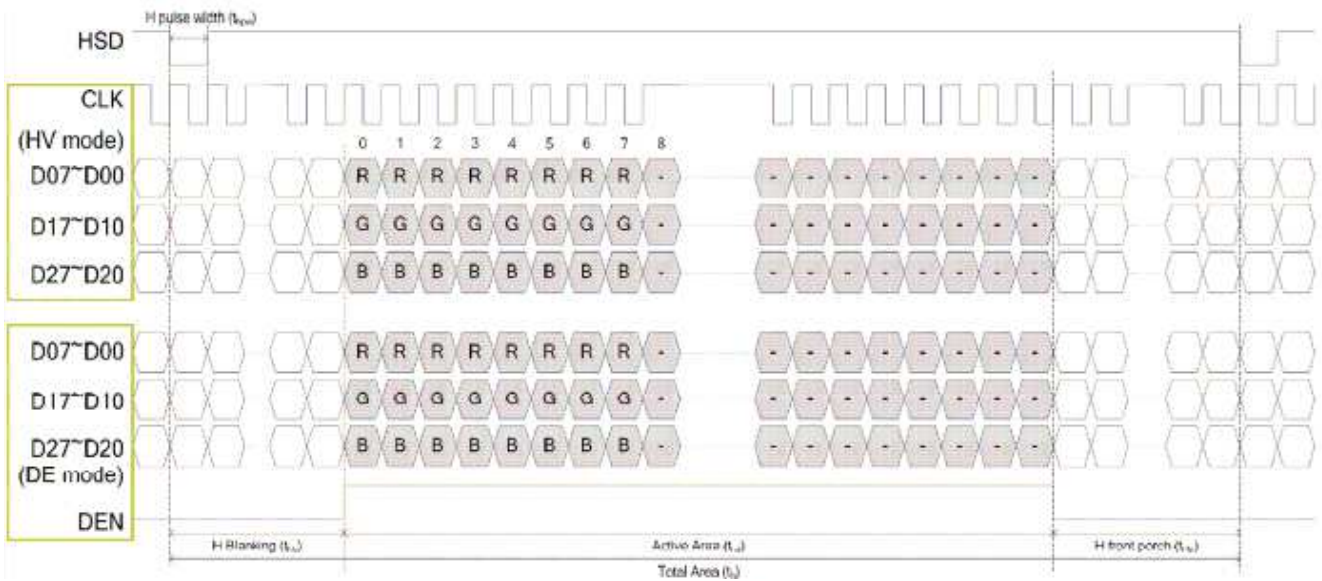 H pulse width (thpw)
HSD
CLK
(HV mode)
0 1 2 3 4 5 6 7 8
D07~D00 R R R R R R R R - - - - - - - - -
D17~D10 G G G G G G G G - - - - - - - - -
D27~D20 B B B B B B B B - - - - - - - - -
D07~D00 R R R R R R R R - - - - - - - - -
D17~D10 G G G G G G G G - - - - - - - - -
D27~D20 B B B B B B B B - - - - - - - - -
(DE mode)
DEN
H Blanking Active Area H front porch
Total Area